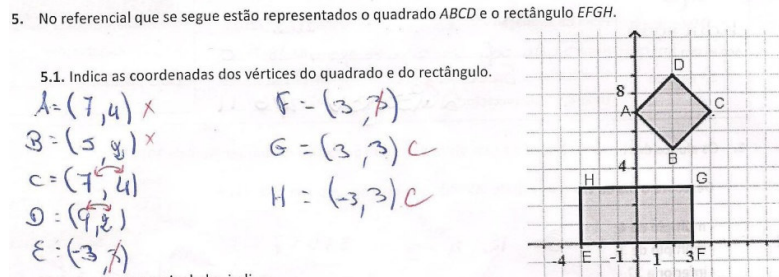 5. No referencial que se segue estão representados o quadrado ABCD e o rectângulo EFGH.
5.1. Indica as coordenadas dos vértices do quadrado e do rectângulo.
A=(7,4) x
B=(5, ) x
C=(7,4)
D=(9,2)
E=(-3, )
F=(3, )
G=(3,3) C
H=(-3,3) C
D
8
A
C
B
4
H
G
-4
E
-1
1
3
F